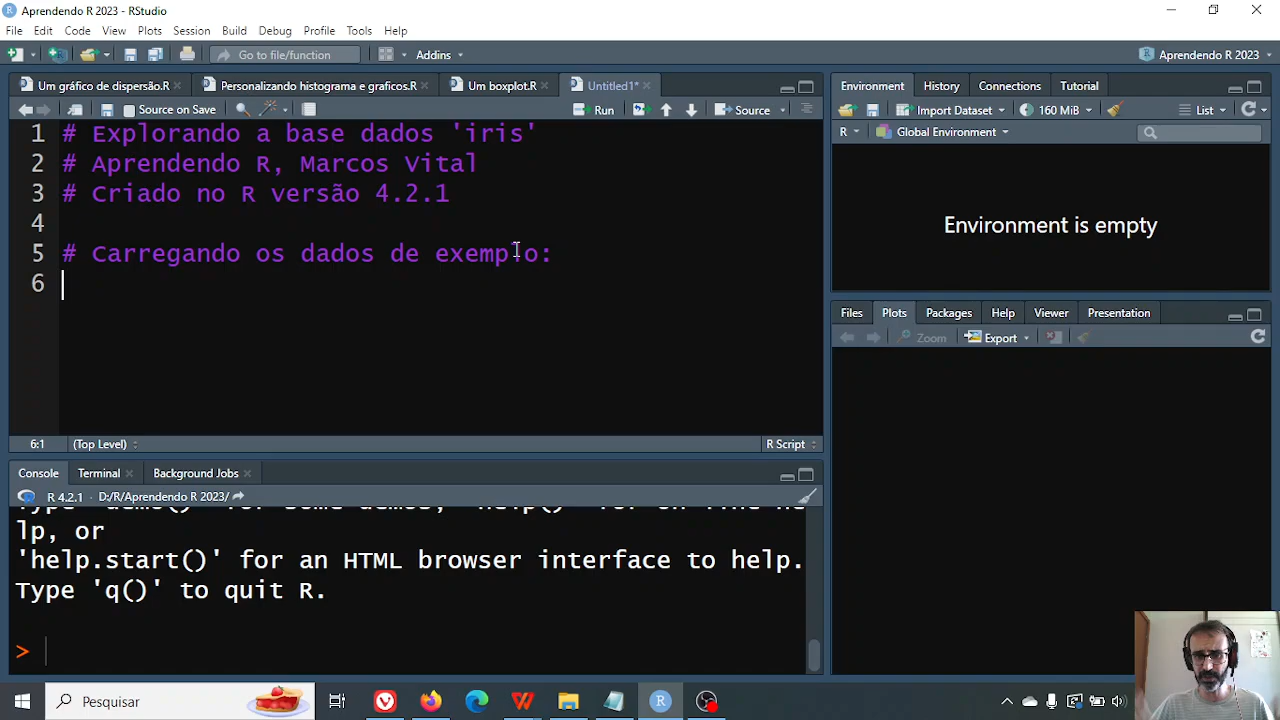 Aprendendo R 2023 - RStudio
File Edit Code View Plots Session Build Debug Profile Tools Help
Go to file/function Addins Aprendendo R 2023
Um gráfico de dispersão.R Personalizando histograma e graficos.R Um boxplot.R Untitled1*
Source on Save Run Source
1 # Explorando a base dados 'iris'
2 # Aprendendo R, Marcos Vital
3 # Criado no R versão 4.2.1
4
5 # Carregando os dados de exemplo:
6
6:1 (Top Level) R Script
Console Terminal Background Jobs
R 4.2.1 · D:/R/Aprendendo R 2023/
lp, or
'help.start()' for an HTML browser interface to help.
Type 'q()' to quit R.
>
Environment History Connections Tutorial
Import Dataset 160 MiB List
R Global Environment
Environment is empty
Files Plots Packages Help Viewer Presentation
Zoom Export
Pesquisar